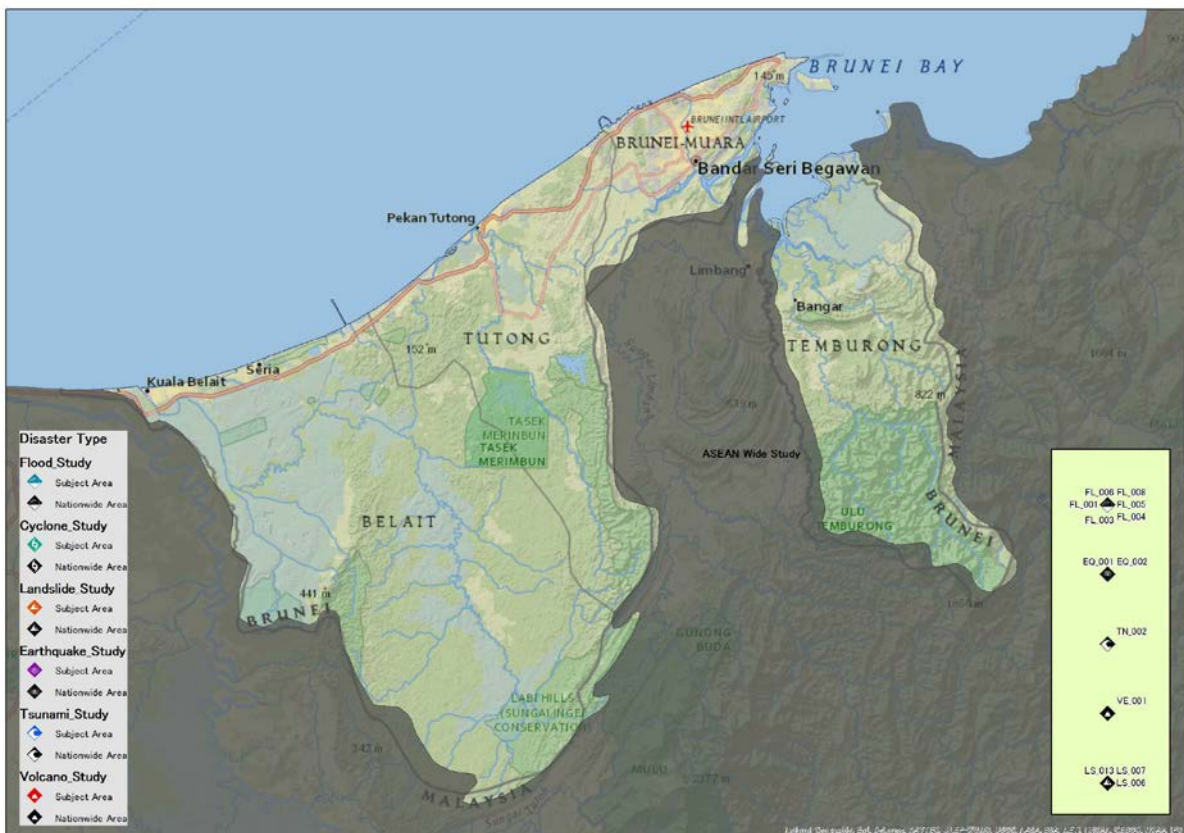 BRUNEI BAY
145 m
BRUNEI INTL AIRPORT
BRUNEI-MUARA
Bandar Seri Begawan
Pekan Tutong
Limbang
Bangar
TUTONG
152 m
TEMBURONG
Seria
Kuala Belait
822 m
MALAYSIA
TASEK
MERINBUN
TASEK
MERIMBUN
ASEAN Wide Study
BELAIT
ULU
TEMBURONG
BRUNEI
441 m
BRUNEI
GUNONG
BUDA
LABI HILLS
(SUNGAI INGEI
CONSERVATION
342 m
MALAYSIA
MULU
2377 m
Disaster Type
Flood_Study
Subject Area
Nationwide Area
Cyclone_Study
Subject Area
Nationwide Area
Landslide_Study
Subject Area
Nationwide Area
Earthquake_Study
Subject Area
Nationwide Area
Tsunami_Study
Subject Area
Nationwide Area
Volcano_Study
Subject Area
Nationwide Area
FL_006 FL_008
FL_001 FL_005
FL_003 FL_004
EQ_001 EQ_002
TN_002
VE_001
LS_013 LS_007
LS_006